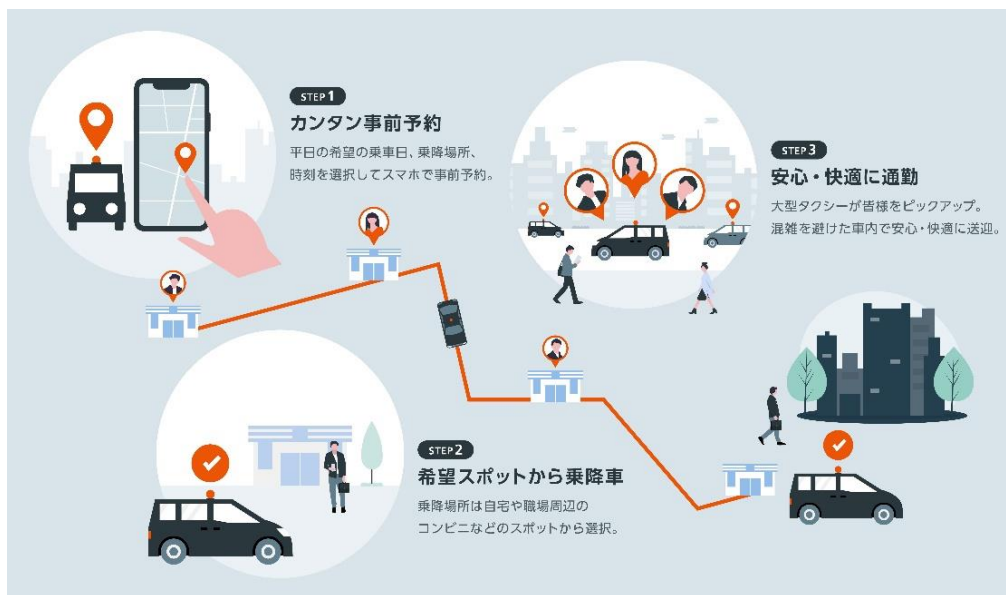 STEP 1
カンタン事前予約
平日の希望の乗車日、乗降場所、
時刻を選択してスマホで事前予約。
STEP 2
希望スポットから乗降車
乗降場所は自宅や職場周辺の
コンビニなどのスポットから選択。
STEP 3
安心・快適に通勤
大型タクシーが皆様をピックアップ。
混雑を避けた車内で安心・快適に送迎。